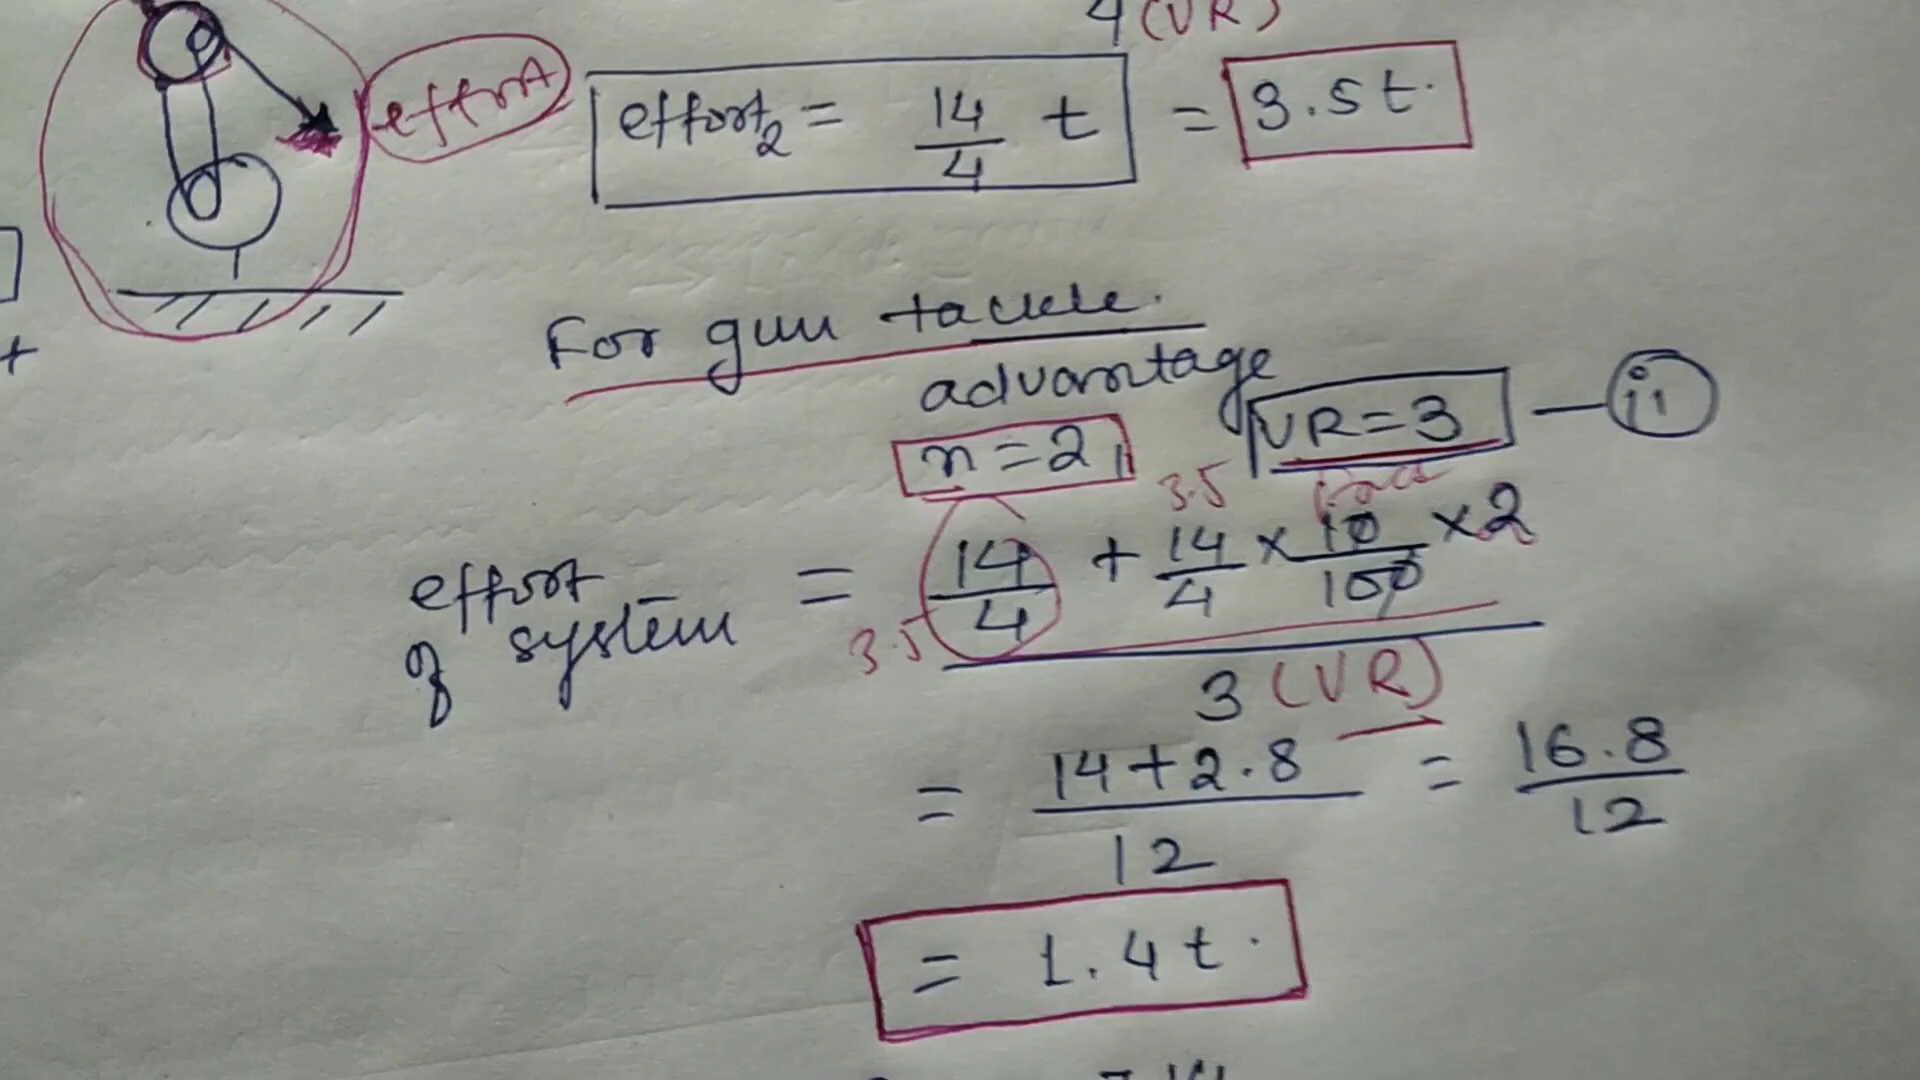 4 (VR)
effort
effort₂ = 14/4 t = 3.5 t.
For gun tackle.
advantage
n = 2, VR = 3 — ii
3.5
effort of system = 14/4 + 14/4 × 10/100 × 2
3.5
3 (VR)
= 14 + 2.8 / 12 = 16.8 / 12
= 1.4 t.